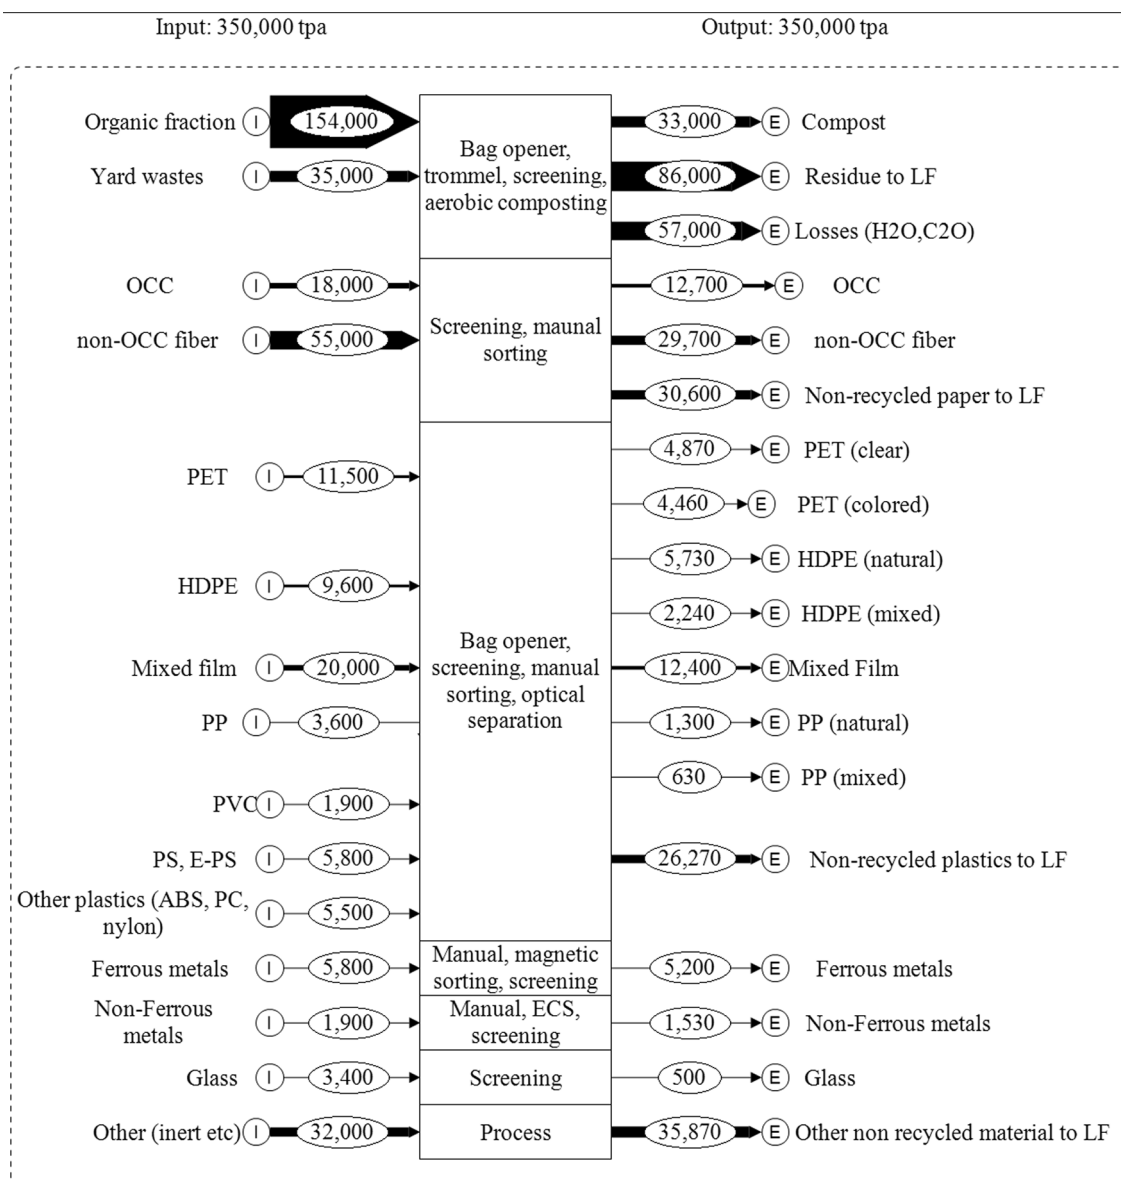 Input: 350,000 tpa
Output: 350,000 tpa
Organic fraction
I
154,000
Bag opener,
trommel, screening,
aerobic composting
33,000
E
Compost
Yard wastes
I
35,000
86,000
E
Residue to LF
57,000
E
Losses (H2O,C2O)
OCC
I
18,000
Screening, maunal
sorting
12,700
E
OCC
non-OCC fiber
I
55,000
29,700
E
non-OCC fiber
30,600
E
Non-recycled paper to LF
PET
I
11,500
Bag opener,
screening, manual
sorting, optical
separation
4,870
E
PET (clear)
4,460
E
PET (colored)
HDPE
I
9,600
5,730
E
HDPE (natural)
2,240
E
HDPE (mixed)
Mixed film
I
20,000
12,400
E
Mixed Film
PP
I
3,600
1,300
E
PP (natural)
630
E
PP (mixed)
PVC
I
1,900
PS, E-PS
I
5,800
26,270
E
Non-recycled plastics to LF
Other plastics (ABS, PC,
nylon)
I
5,500
Ferrous metals
I
5,800
Manual, magnetic
sorting, screening
5,200
E
Ferrous metals
Non-Ferrous
metals
I
1,900
Manual, ECS,
screening
1,530
E
Non-Ferrous metals
Glass
I
3,400
Screening
500
E
Glass
Other (inert etc)
I
32,000
Process
35,870
E
Other non recycled material to LF